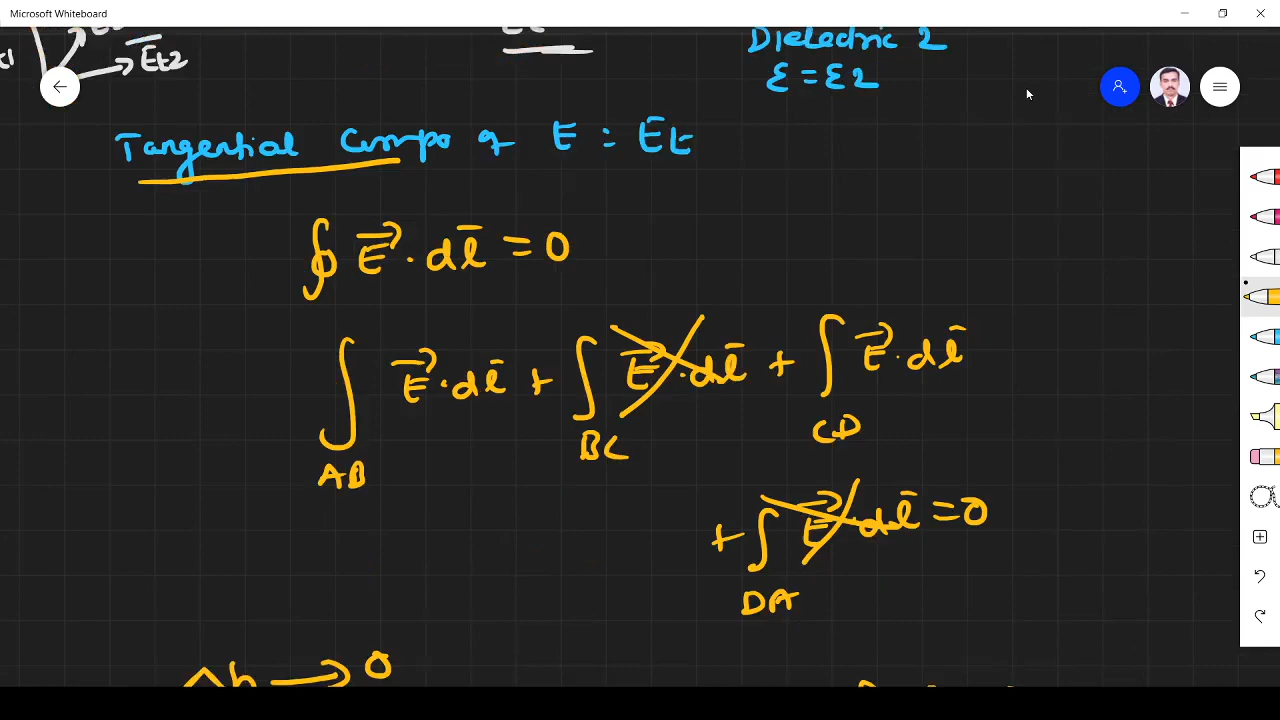 Microsoft Whiteboard
Et2
Dielectric 2
ε = ε2
Tangential Compo of E = Et
∮ E · dl = 0
∫ E · dl + ∫ E · dl + ∫ E · dl
AB BC CD
+ ∫ E · dl = 0
DA
Δh → 0